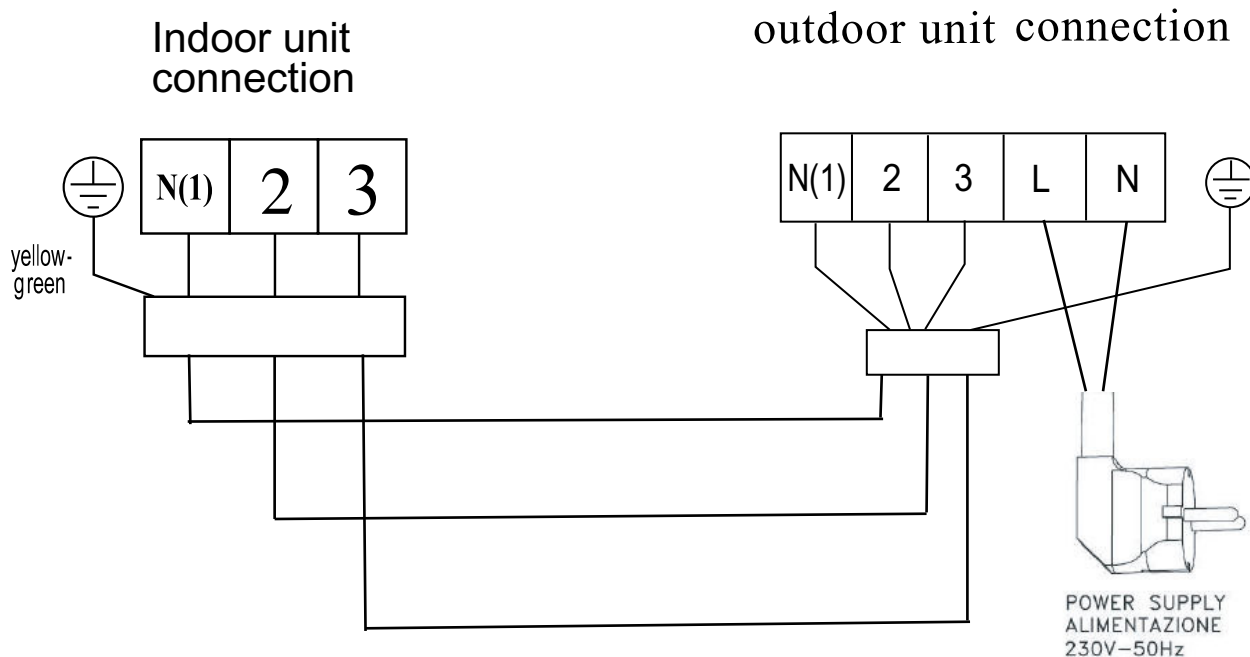 Indoor unit
connection
outdoor unit connection
N(1) 2 3
N(1) 2 3 L N
yellow-
green
POWER SUPPLY
ALIMENTAZIONE
230V-50Hz